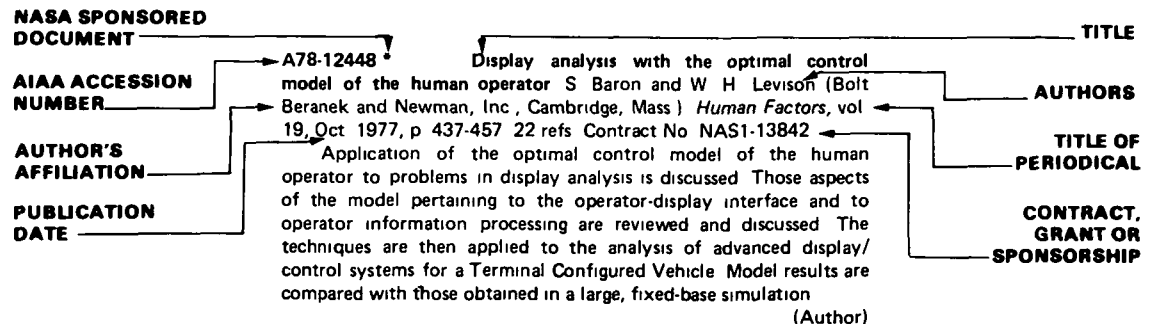 NASA SPONSORED
DOCUMENT
AIAA ACCESSION
NUMBER
AUTHOR'S
AFFILIATION
PUBLICATION
DATE
A78-12448 * Display analysis with the optimal control
model of the human operator S Baron and W H Levison (Bolt
Beranek and Newman, Inc , Cambridge, Mass ) Human Factors, vol
19, Oct 1977, p 437-457 22 refs Contract No NAS1-13842
Application of the optimal control model of the human
operator to problems in display analysis is discussed Those aspects
of the model pertaining to the operator-display interface and to
operator information processing are reviewed and discussed The
techniques are then applied to the analysis of advanced display/
control systems for a Terminal Configured Vehicle Model results are
compared with those obtained in a large, fixed-base simulation
(Author)
TITLE
AUTHORS
TITLE OF
PERIODICAL
CONTRACT,
GRANT OR
SPONSORSHIP